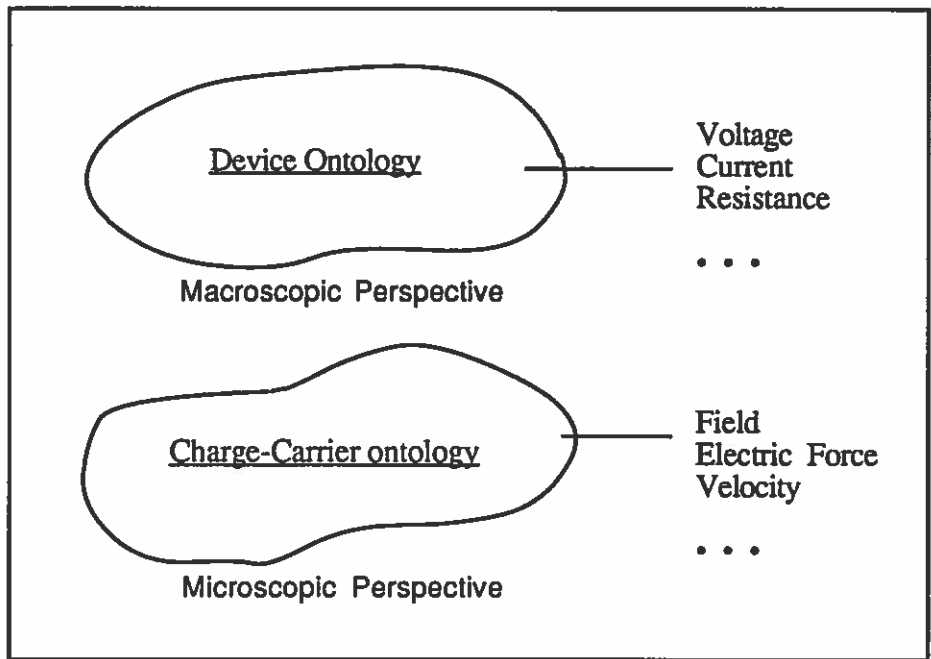 Device Ontology
Voltage
Current
Resistance
• • •
Macroscopic Perspective
Charge-Carrier ontology
Field
Electric Force
Velocity
• • •
Microscopic Perspective